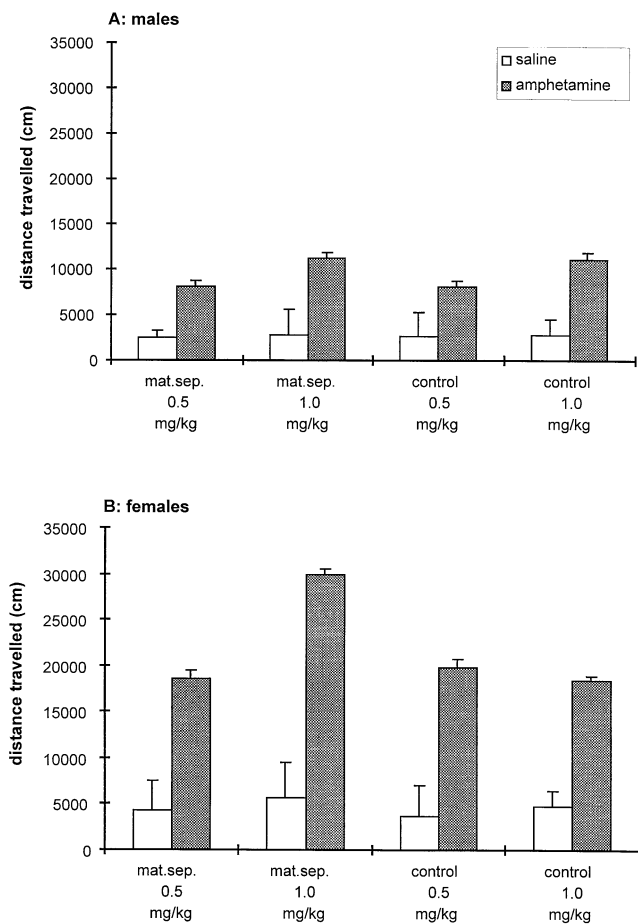 A: males
35000
30000
25000
20000
15000
10000
5000
0
distance travelled (cm)
saline
amphetamine
mat.sep. mat.sep. control control
0.5 1.0 0.5 1.0
mg/kg mg/kg mg/kg mg/kg
B: females
35000
30000
25000
20000
15000
10000
5000
0
distance travelled (cm)
mat.sep. mat.sep. control control
0.5 1.0 0.5 1.0
mg/kg mg/kg mg/kg mg/kg